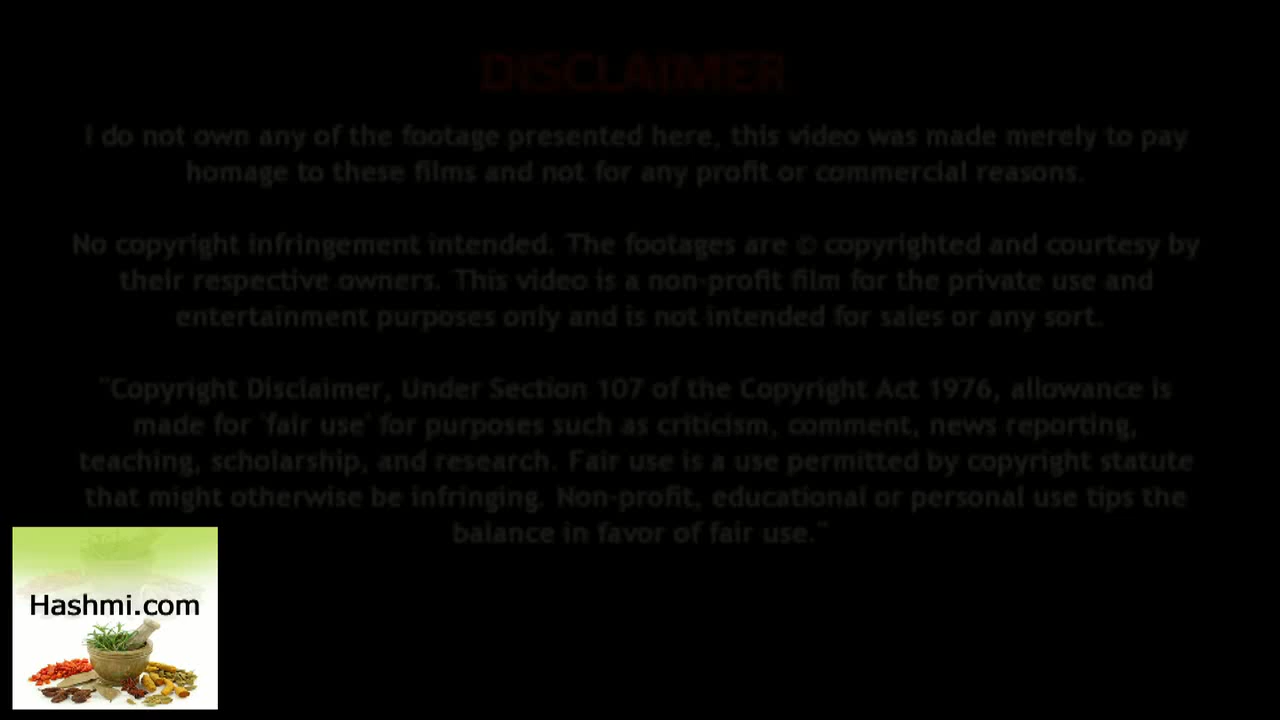 DISCLAIMER
I do not own any of the footage presented here, this video was made merely to pay
homage to these films and not for any profit or commercial reasons.
No copyright infringement intended. The footages are © copyrighted and courtesy by
their respective owners. This video is a non-profit film for the private use and
entertainment purposes only and is not intended for sales or any sort.
"Copyright Disclaimer, Under Section 107 of the Copyright Act 1976, allowance is
made for 'fair use' for purposes such as criticism, comment, news reporting,
teaching, scholarship, and research. Fair use is a use permitted by copyright statute
that might otherwise be infringing. Non-profit, educational or personal use tips the
balance in favor of fair use."
Hashmi.com